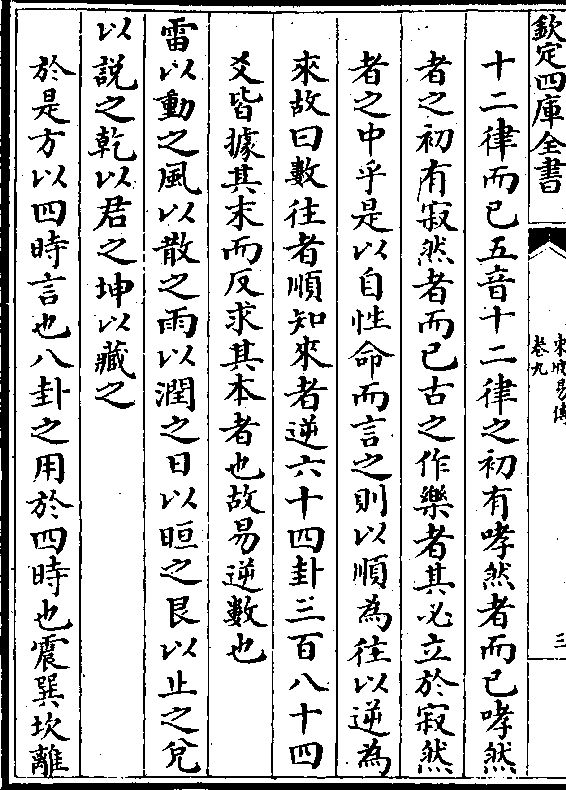 欽定四庫全書
東坡易傳
卷九
三
十二律而已五音十二律之初有哮然者而已哮然
者之初有寂然者而已古之作樂者其必立於寂然
者之中乎是以自性命而言之則以順為往以逆為
來故曰數往者順知來者逆六十四卦三百八十四
爻皆據其末而反求其本者也故易逆數也
雷以動之風以散之雨以潤之日以晅之艮以止之兌
以說之乾以君之坤以藏之
於是方以四時言也八卦之用於四時也震巽坎離